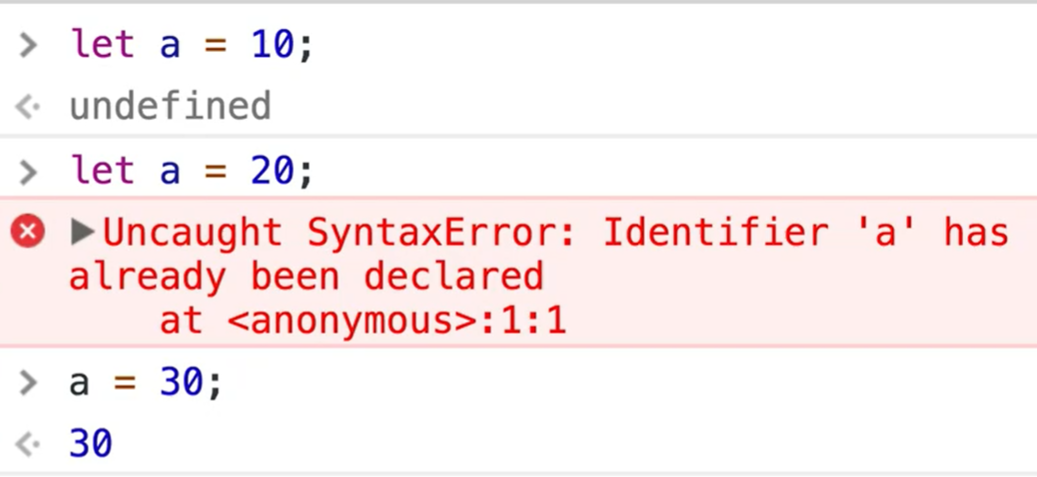 > let a = 10;
<· undefined
> let a = 20;
▶Uncaught SyntaxError: Identifier 'a' has
already been declared
    at <anonymous>:1:1
> a = 30;
<· 30